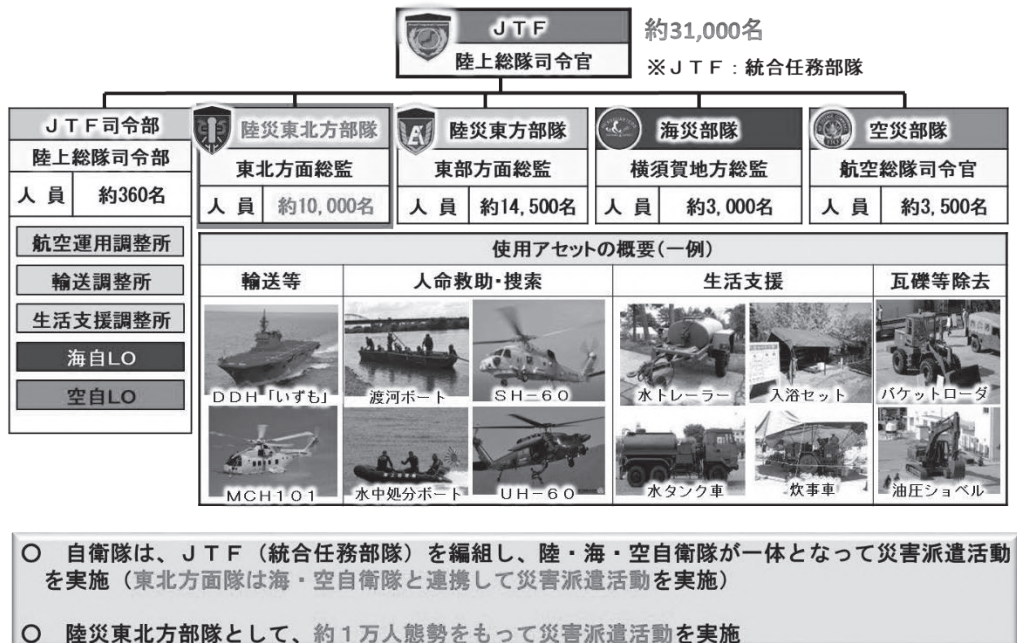 JTF
陸上総隊司令官
約31,000名
※JTF：統合任務部隊
JTF司令部
陸上総隊司令部
人員 約360名
航空運用調整所
輸送調整所
生活支援調整所
海自LO
空自LO
陸災東北方部隊
東北方面総監
人員 約10,000名
陸災東方部隊
東部方面総監
人員 約14,500名
海災部隊
横須賀地方総監
人員 約3,000名
空災部隊
航空総隊司令官
人員 約3,500名
使用アセットの概要(一例)
輸送等 人命救助・捜索 生活支援 瓦礫等除去
DDH「いずも」 渡河ボート SH－60 水トレーラー 入浴セット バケットローダ
MCH101 水中処分ボート UH－60 水タンク車 炊事車 油圧ショベル
○ 自衛隊は、JTF（統合任務部隊）を編組し、陸・海・空自衛隊が一体となって災害派遣活動
を実施（東北方面隊は海・空自衛隊と連携して災害派遣活動を実施）
○ 陸災東北方部隊として、約１万人態勢をもって災害派遣活動を実施